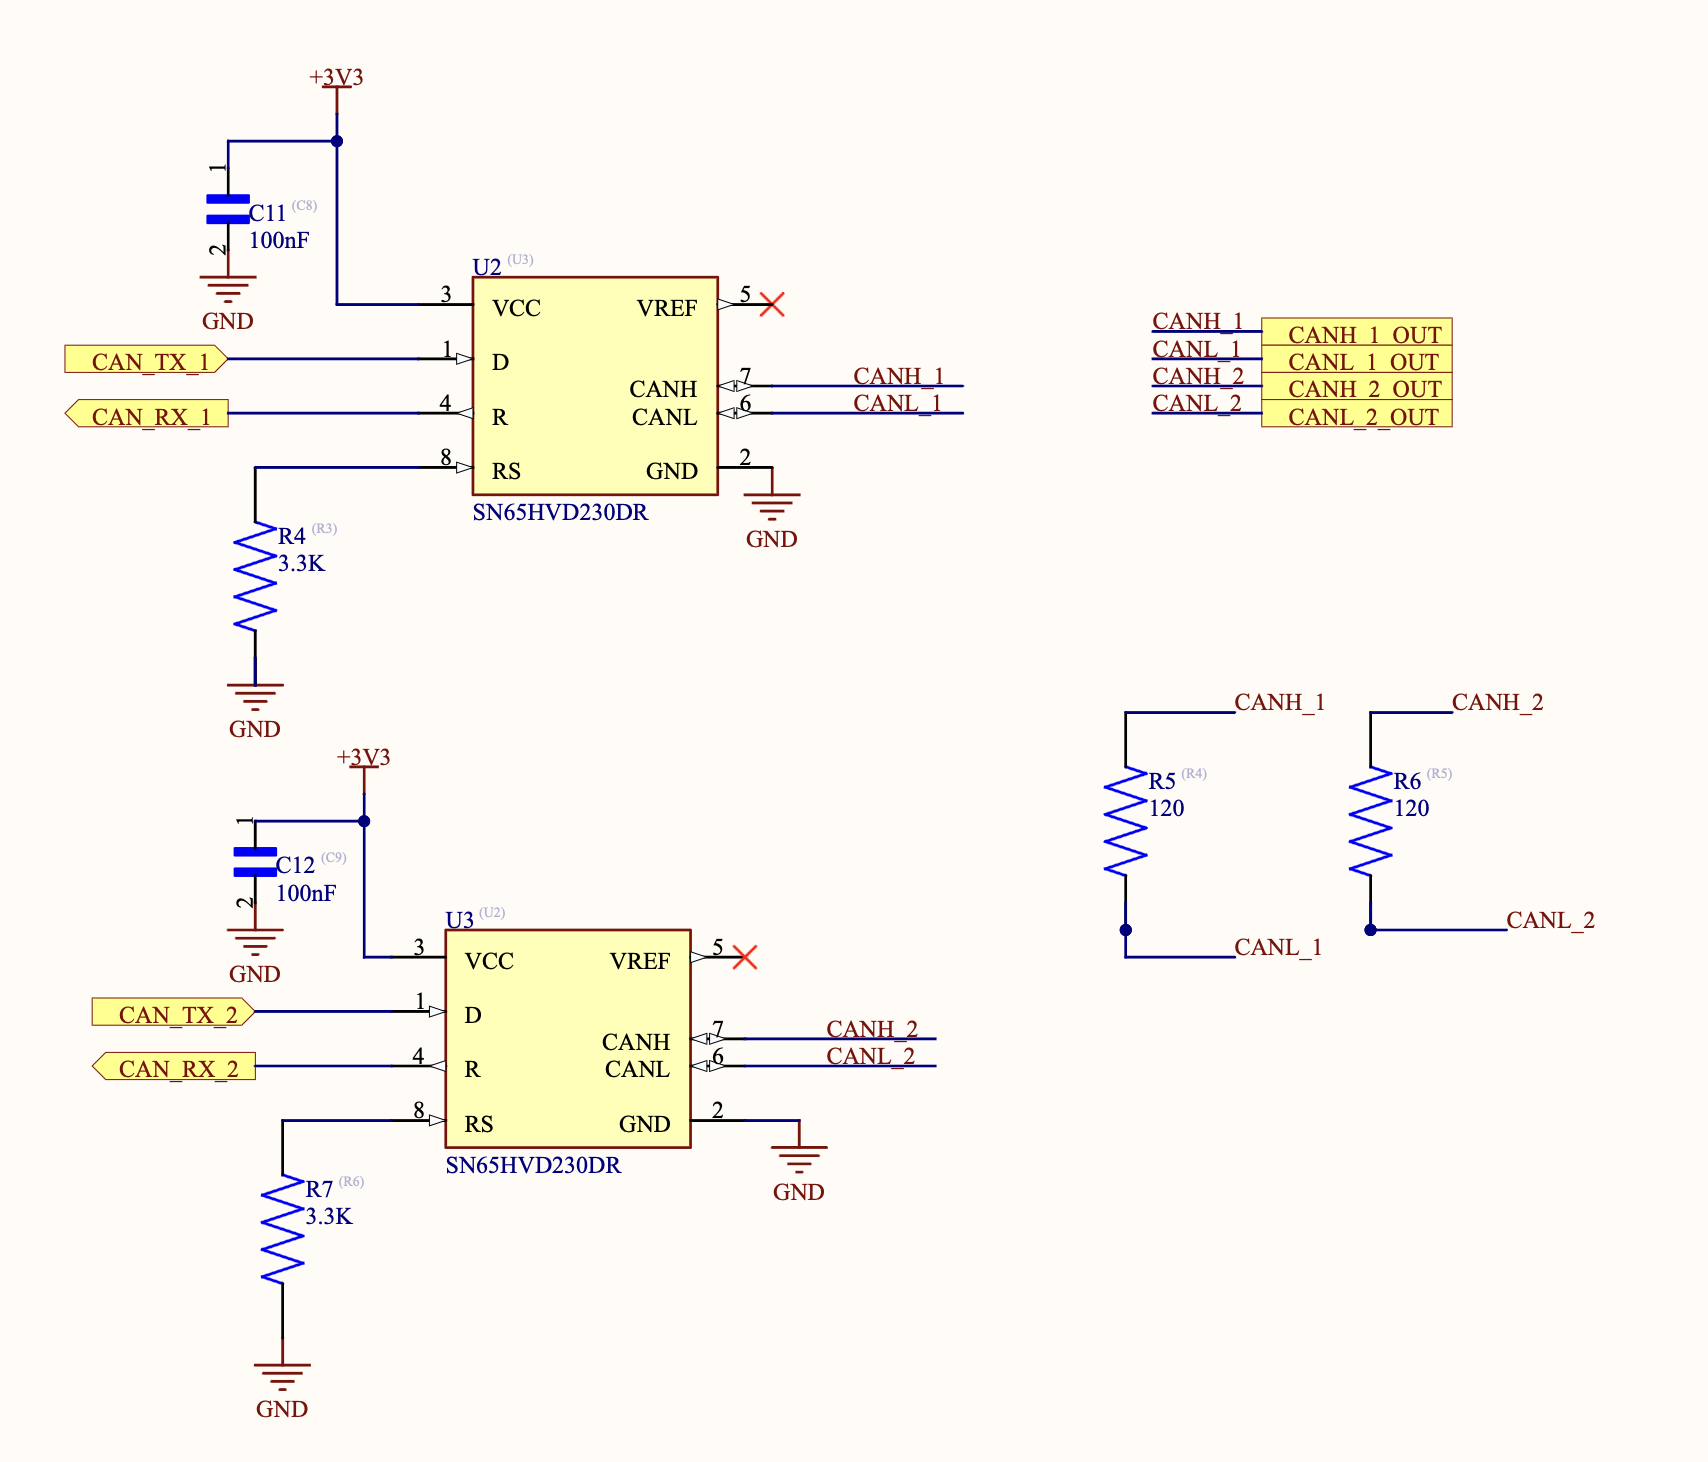 +3V3
1
C11 (C8)
100nF
2
GND
U2 (U3)
3 VCC VREF 5
CAN_TX_1 1 D
CANH 7 CANH_1
CAN_RX_1 4 R CANL 6 CANL_1
8 RS GND 2
SN65HVD230DR
GND
R4 (R3)
3.3K
GND
CANH_1 CANH_1_OUT
CANL_1 CANL_1_OUT
CANH_2 CANH_2_OUT
CANL_2 CANL_2_OUT
CANH_1
R5 (R4)
120
CANL_1
CANH_2
R6 (R5)
120
CANL_2
+3V3
1
C12 (C9)
100nF
2
GND
U3 (U2)
3 VCC VREF 5
CAN_TX_2 1 D
CANH 7 CANH_2
CAN_RX_2 4 R CANL 6 CANL_2
8 RS GND 2
SN65HVD230DR
GND
R7 (R6)
3.3K
GND